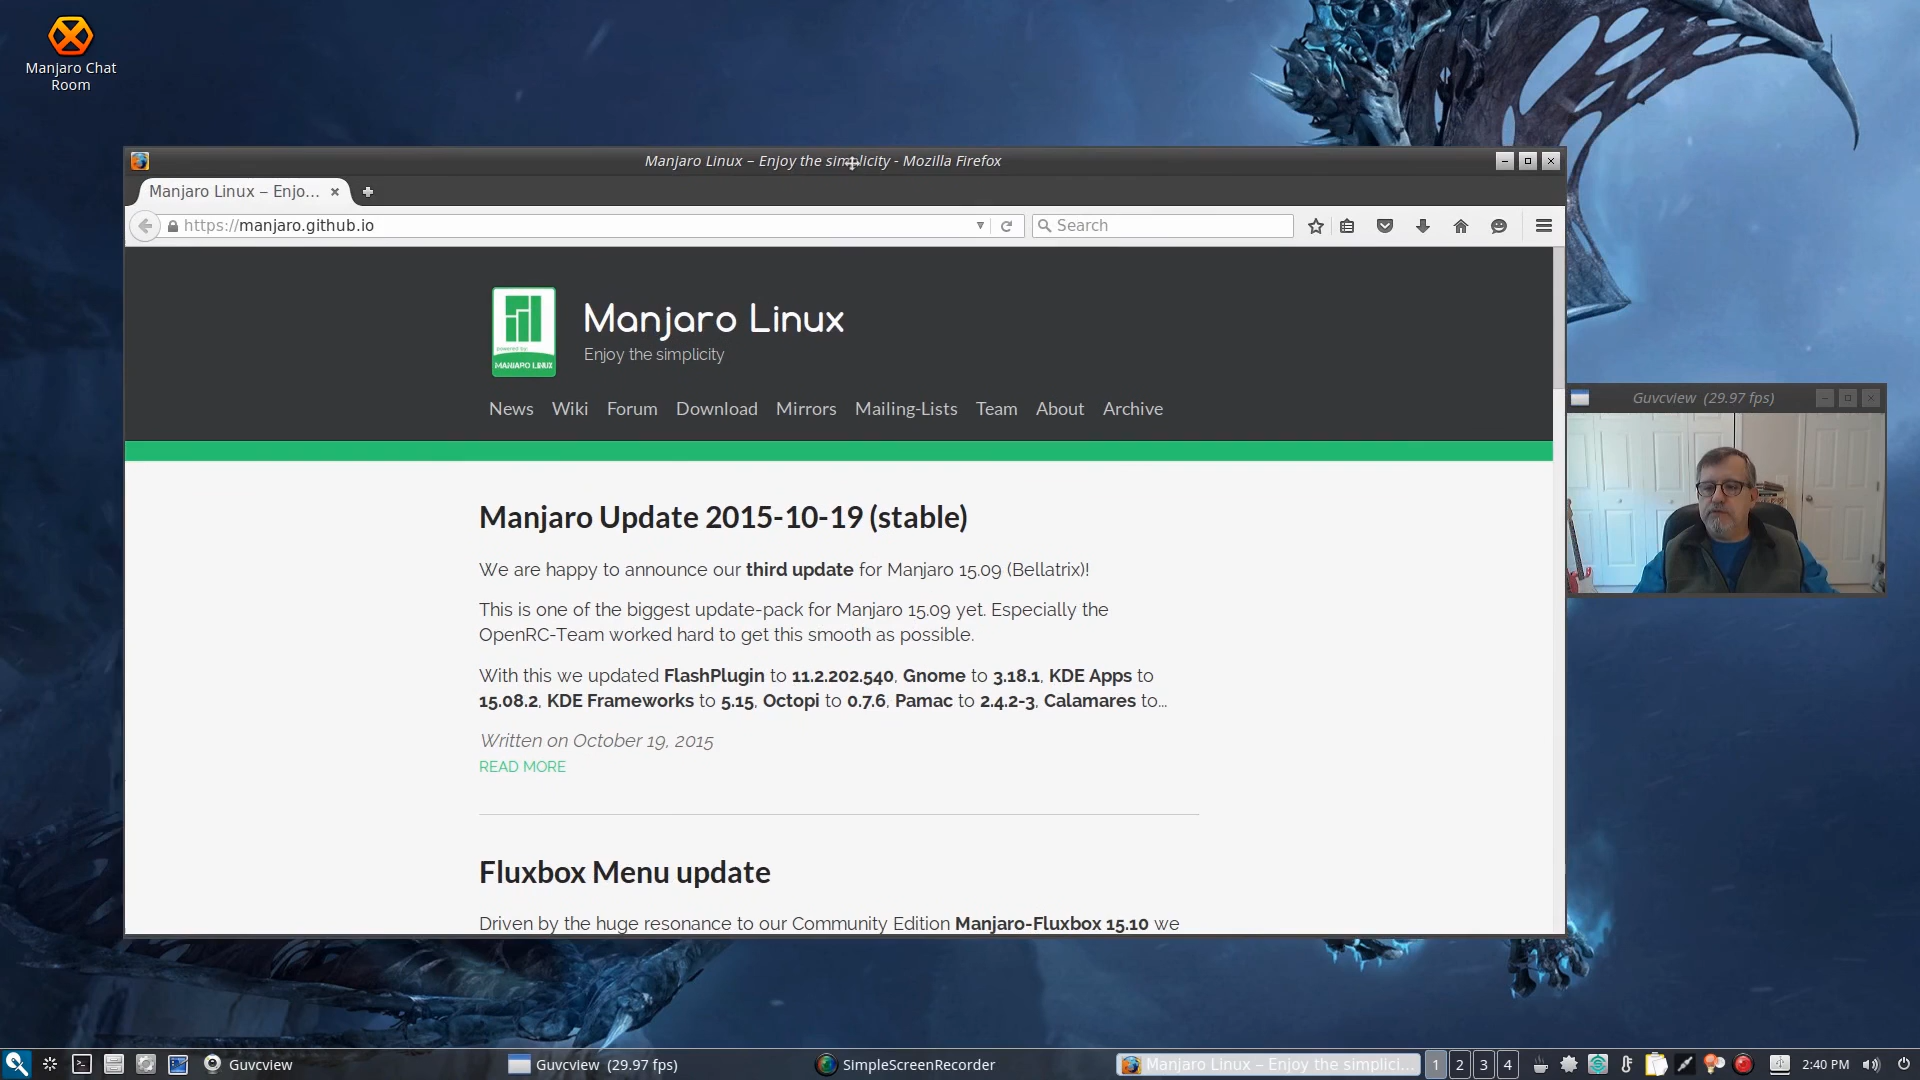 Manjaro Chat
Room
Manjaro Linux – Enjoy the simplicity - Mozilla Firefox
Manjaro Linux – Enjo...
https://manjaro.github.io
Search
Manjaro Linux
Enjoy the simplicity
powered by:
MANJARO LINUX
News Wiki Forum Download Mirrors Mailing-Lists Team About Archive
Guvcview (29.97 fps)
Manjaro Update 2015-10-19 (stable)
We are happy to announce our third update for Manjaro 15.09 (Bellatrix)!
This is one of the biggest update-pack for Manjaro 15.09 yet. Especially the
OpenRC-Team worked hard to get this smooth as possible.
With this we updated FlashPlugin to 11.2.202.540, Gnome to 3.18.1, KDE Apps to
15.08.2, KDE Frameworks to 5.15, Octopi to 0.7.6, Pamac to 2.4.2-3, Calamares to...
Written on October 19, 2015
READ MORE
Fluxbox Menu update
Driven by the huge resonance to our Community Edition Manjaro-Fluxbox 15.10 we
Guvcview
Guvcview (29.97 fps)
SimpleScreenRecorder
Manjaro Linux – Enjoy the simplici...
1 2 3 4
2:40 PM